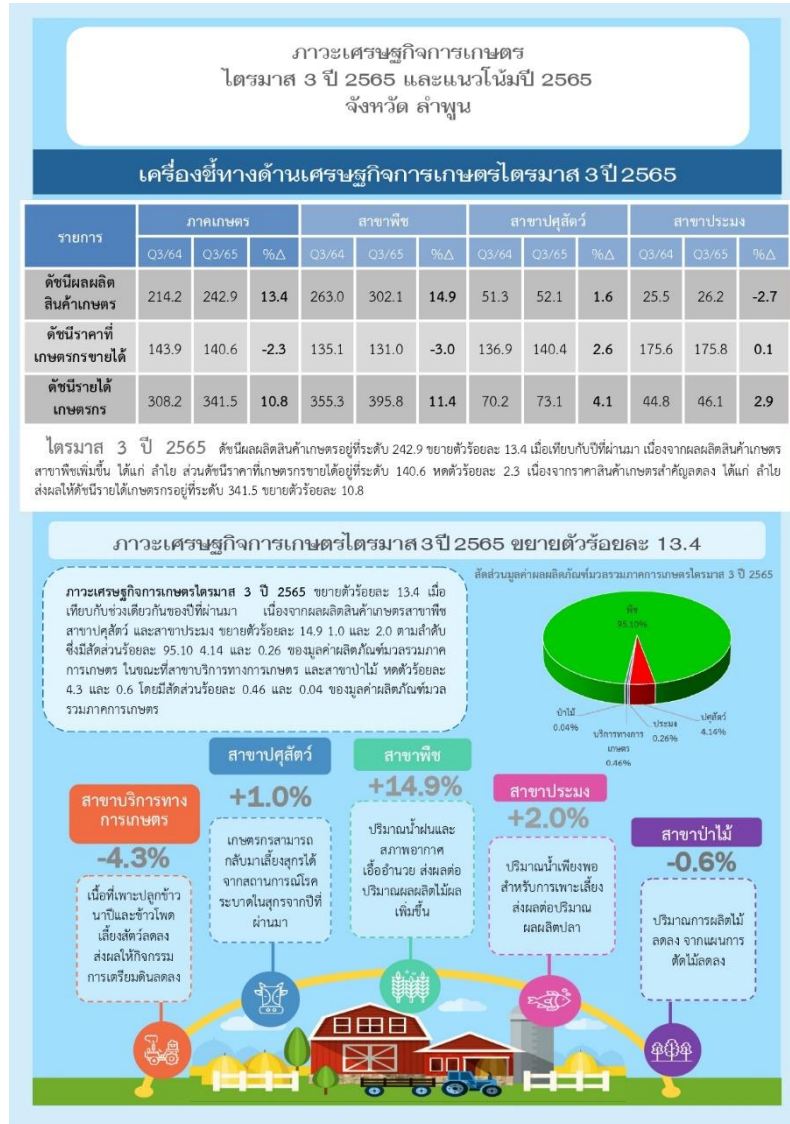 ภาวะเศรษฐกิจการเกษตร
ไตรมาส 3 ปี 2565 และแนวโน้มปี 2565
จังหวัด ลำพูน
เครื่องชี้ทางด้านเศรษฐกิจการเกษตรไตรมาส 3 ปี 2565
รายการ ภาคเกษตร สาขาพืช สาขาปศุสัตว์ สาขาประมง
Q3/64 Q3/65 %Δ Q3/64 Q3/65 %Δ Q3/64 Q3/65 %Δ Q3/64 Q3/65 %Δ
ดัชนีผลผลิต
สินค้าเกษตร 214.2 242.9 13.4 263.0 302.1 14.9 51.3 52.1 1.6 25.5 26.2 -2.7
ดัชนีราคาที่
เกษตรกรขายได้ 143.9 140.6 -2.3 135.1 131.0 -3.0 136.9 140.4 2.6 175.6 175.8 0.1
ดัชนีรายได้
เกษตรกร 308.2 341.5 10.8 355.3 395.8 11.4 70.2 73.1 4.1 44.8 46.1 2.9
ไตรมาส 3 ปี 2565 ดัชนีผลผลิตสินค้าเกษตรอยู่ที่ระดับ 242.9 ขยายตัวร้อยละ 13.4 เมื่อเทียบกับปีที่ผ่านมา เนื่องจากผลผลิตสินค้าเกษตร
สาขาพืชเพิ่มขึ้น ได้แก่ ลำไย ส่วนดัชนีราคาที่เกษตรกรขายได้อยู่ที่ระดับ 140.6 หดตัวร้อยละ 2.3 เนื่องจากราคาสินค้าเกษตรสำคัญลดลง ได้แก่ ลำไย
ส่งผลให้ดัชนีรายได้เกษตรกรอยู่ที่ระดับ 341.5 ขยายตัวร้อยละ 10.8
ภาวะเศรษฐกิจการเกษตรไตรมาส 3 ปี 2565 ขยายตัวร้อยละ 13.4
ภาวะเศรษฐกิจการเกษตรไตรมาส 3 ปี 2565 ขยายตัวร้อยละ 13.4 เมื่อ
เทียบกับช่วงเดียวกันของปีที่ผ่านมา เนื่องจากผลผลิตสินค้าเกษตรสาขาพืช
สาขาปศุสัตว์ และสาขาประมง ขยายตัวร้อยละ 14.9 1.0 และ 2.0 ตามลำดับ
ซึ่งมีสัดส่วนร้อยละ 95.10 4.14 และ 0.26 ของมูลค่าผลิตภัณฑ์มวลรวมภาค
การเกษตร ในขณะที่สาขาบริการทางการเกษตร และสาขาป่าไม้ หดตัวร้อยละ
4.3 และ 0.6 โดยมีสัดส่วนร้อยละ 0.46 และ 0.04 ของมูลค่าผลิตภัณฑ์มวล
รวมภาคการเกษตร
สัดส่วนมูลค่าผลผลิตภัณฑ์มวลรวมภาคการเกษตรไตรมาส 3 ปี 2565
พืช
95.10%
ป่าไม้
0.04%
บริการทางการ
เกษตร
0.46%
ประมง
0.26%
ปศุสัตว์
4.14%
สาขาบริการทาง
การเกษตร
-4.3%
เนื้อที่เพาะปลูกข้าว
นาปีและข้าวโพด
เลี้ยงสัตว์ลดลง
ส่งผลให้กิจกรรม
การเตรียมดินลดลง
สาขาปศุสัตว์
+1.0%
เกษตรกรสามารถ
กลับมาเลี้ยงสุกรได้
จากสถานการณ์โรค
ระบาดในสุกรจากปีที่
ผ่านมา
สาขาพืช
+14.9%
ปริมาณน้ำฝนและ
สภาพอากาศ
เอื้ออำนวย ส่งผลต่อ
ปริมาณผลผลิตไม้ผล
เพิ่มขึ้น
สาขาประมง
+2.0%
ปริมาณน้ำเพียงพอ
สำหรับการเพาะเลี้ยง
ส่งผลต่อปริมาณ
ผลผลิตปลา
สาขาป่าไม้
-0.6%
ปริมาณการผลิตไม้
ลดลง จากแผนการ
ตัดไม้ลดลง